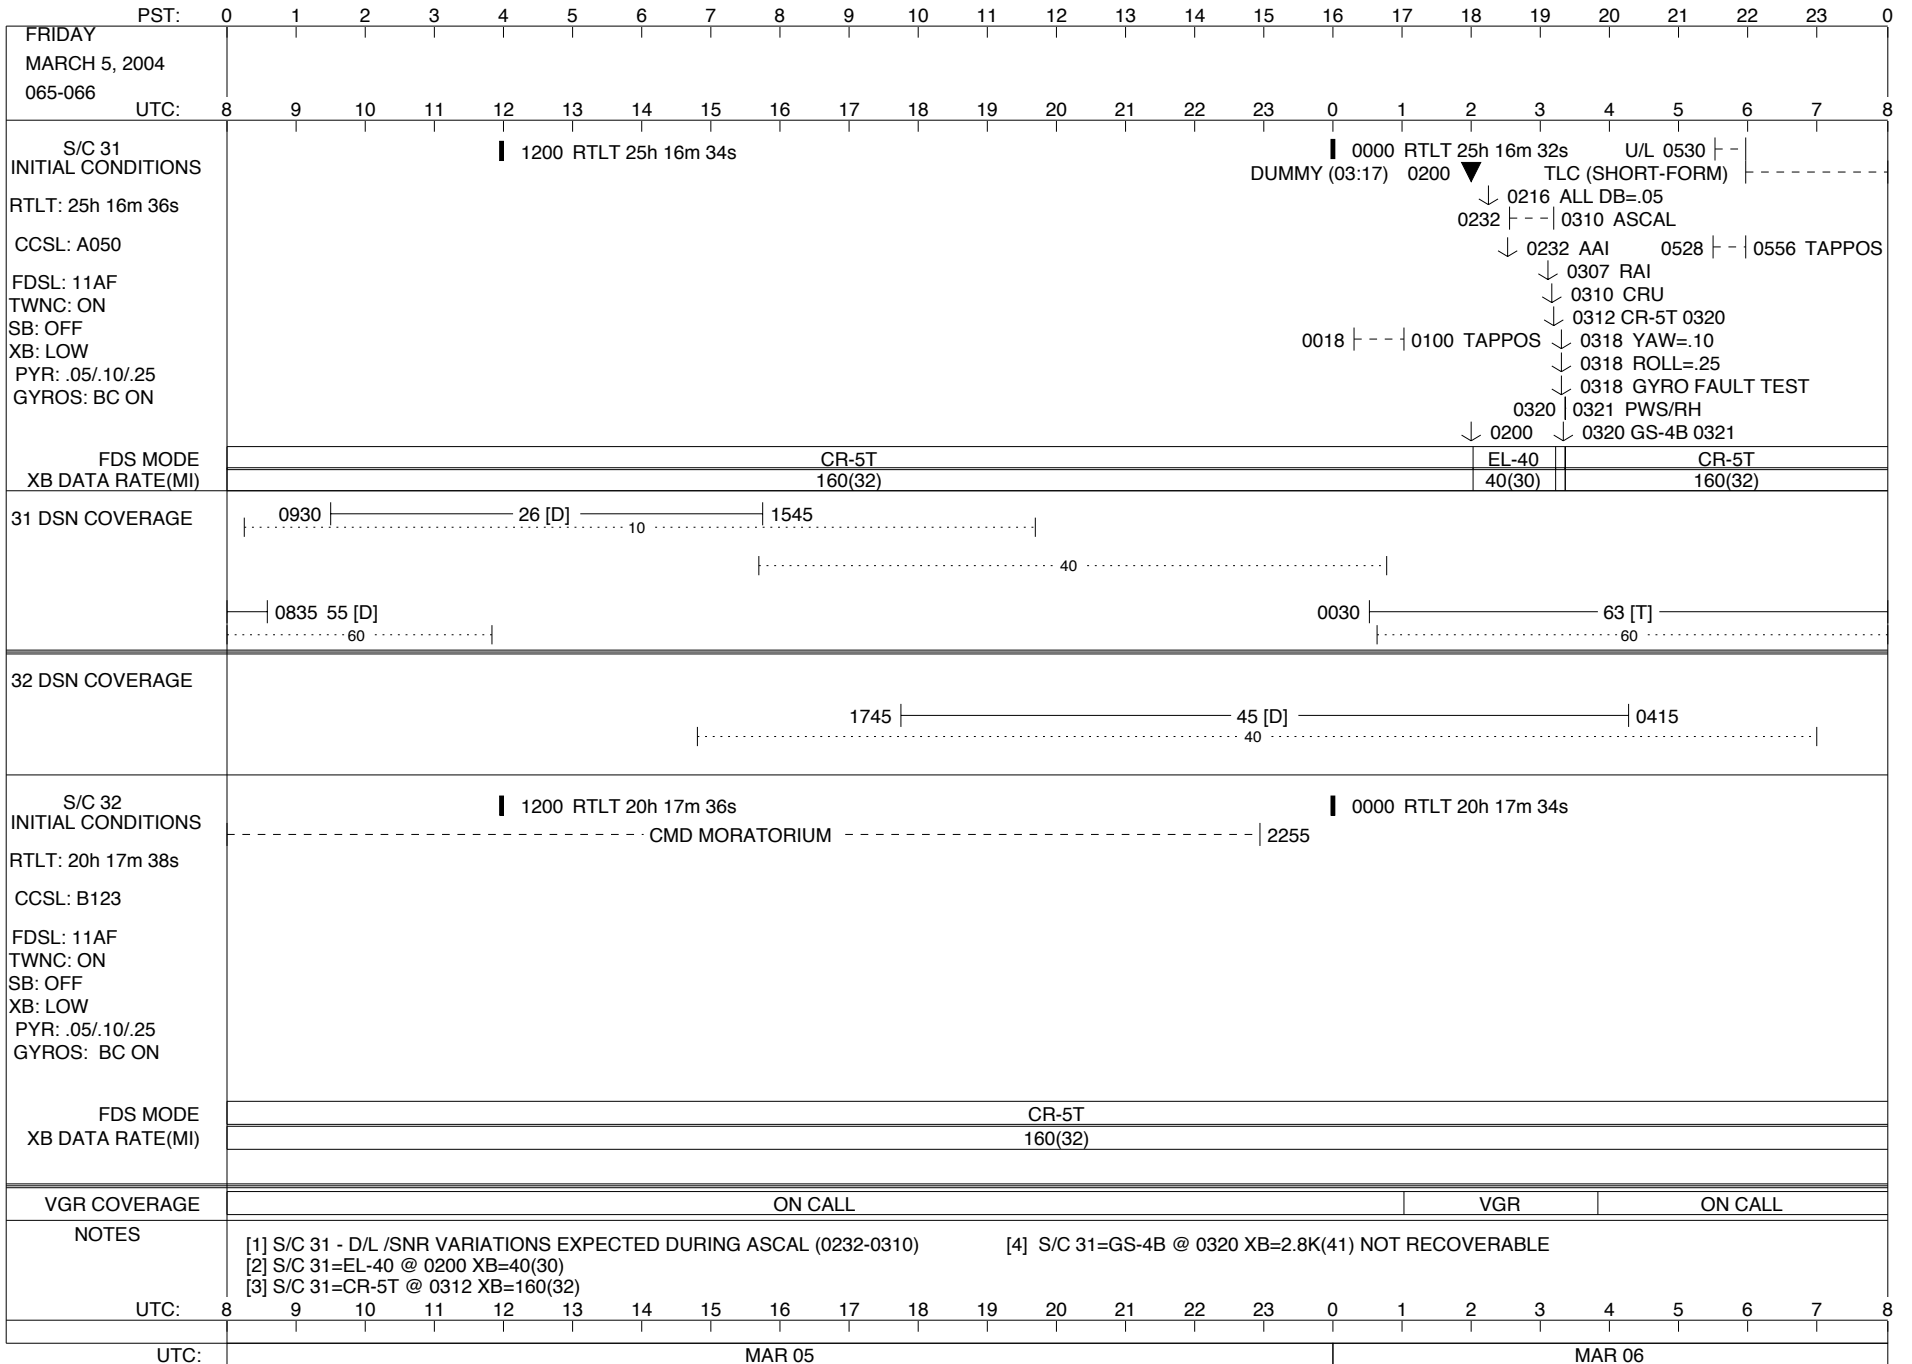 PST: 0 1 2 3 4 5 6 7 8 9 10 11 12 13 14 15 16 17 18 19 20 21 22 23 0
FRIDAY
MARCH 5, 2004
065-066
UTC: 8 9 10 11 12 13 14 15 16 17 18 19 20 21 22 23 0 1 2 3 4 5 6 7 8
S/C 31
INITIAL CONDITIONS
RTLT: 25h 16m 36s
CCSL: A050
FDSL: 11AF
TWNC: ON
SB: OFF
XB: LOW
PYR: .05/.10/.25
GYROS: BC ON
1200 RTLT 25h 16m 34s
0000 RTLT 25h 16m 32s
U/L 0530
DUMMY (03:17) 0200
TLC (SHORT-FORM)
0216 ALL DB=.05
0232 0310 ASCAL
0232 AAI
0528 0556 TAPPOS
0307 RAI
0310 CRU
0312 CR-5T 0320
0018 0100 TAPPOS
0318 YAW=.10
0318 ROLL=.25
0318 GYRO FAULT TEST
0320 0321 PWS/RH
0200 0320 GS-4B 0321
FDS MODE CR-5T EL-40 CR-5T
XB DATA RATE(MI) 160(32) 40(30) 160(32)
31 DSN COVERAGE
0930 26 [D] 1545
10
40
0835 55 [D]
60
0030 63 [T]
60
32 DSN COVERAGE
1745 45 [D] 0415
40
S/C 32
INITIAL CONDITIONS
RTLT: 20h 17m 38s
CCSL: B123
FDSL: 11AF
TWNC: ON
SB: OFF
XB: LOW
PYR: .05/.10/.25
GYROS: BC ON
1200 RTLT 20h 17m 36s
0000 RTLT 20h 17m 34s
CMD MORATORIUM 2255
FDS MODE CR-5T
XB DATA RATE(MI) 160(32)
VGR COVERAGE ON CALL VGR ON CALL
NOTES
[1] S/C 31 - D/L /SNR VARIATIONS EXPECTED DURING ASCAL (0232-0310)
[2] S/C 31=EL-40 @ 0200 XB=40(30)
[3] S/C 31=CR-5T @ 0312 XB=160(32)
[4] S/C 31=GS-4B @ 0320 XB=2.8K(41) NOT RECOVERABLE
UTC: 8 9 10 11 12 13 14 15 16 17 18 19 20 21 22 23 0 1 2 3 4 5 6 7 8
UTC: MAR 05 MAR 06